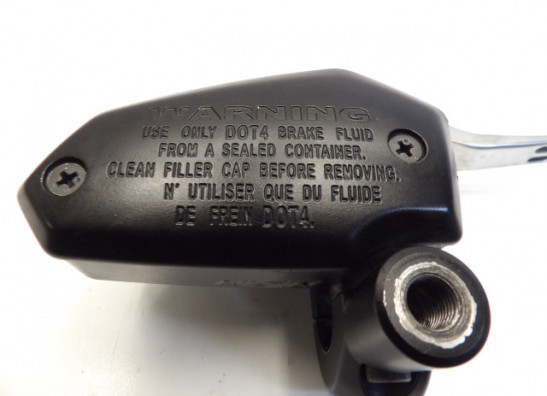 WARNING
USE ONLY DOT4 BRAKE FLUID
FROM A SEALED CONTAINER.
CLEAN FILLER CAP BEFORE REMOVING.
N' UTILISER QUE DU FLUIDE
DE FREIN DOT4.